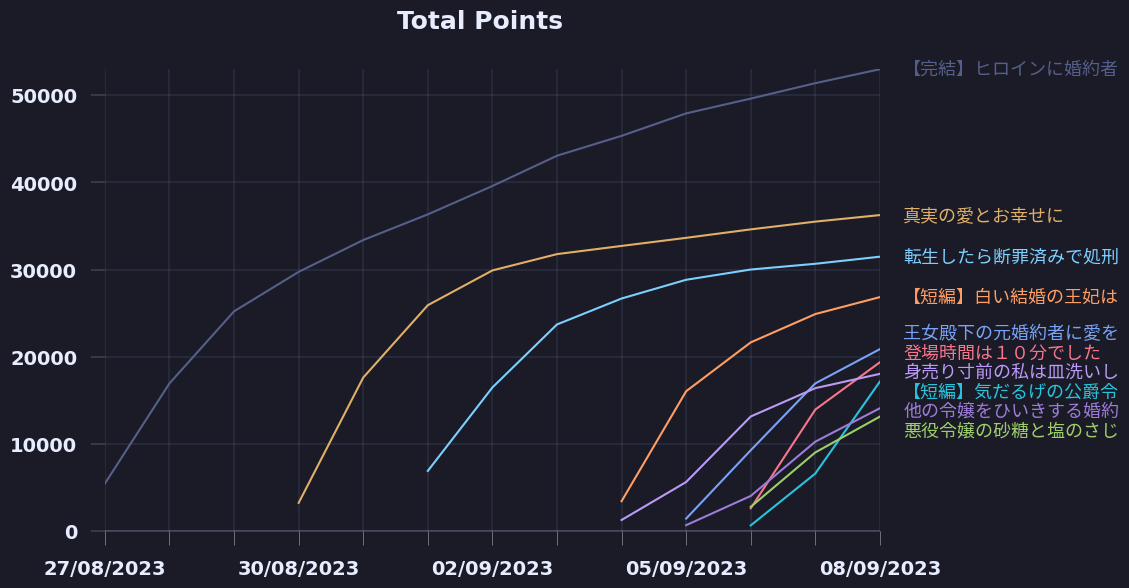 Total Points
50000
40000
30000
20000
10000
0
27/08/2023
30/08/2023
02/09/2023
05/09/2023
08/09/2023
【完結】ヒロインに婚約者
真実の愛とお幸せに
転生したら断罪済みで処刑
【短編】白い結婚の王妃は
王女殿下の元婚約者に愛を
登場時間は１０分でした
身売り寸前の私は皿洗いし
【短編】気だるげの公爵令
他の令嬢をひいきする婚約
悪役令嬢の砂糖と塩のさじ